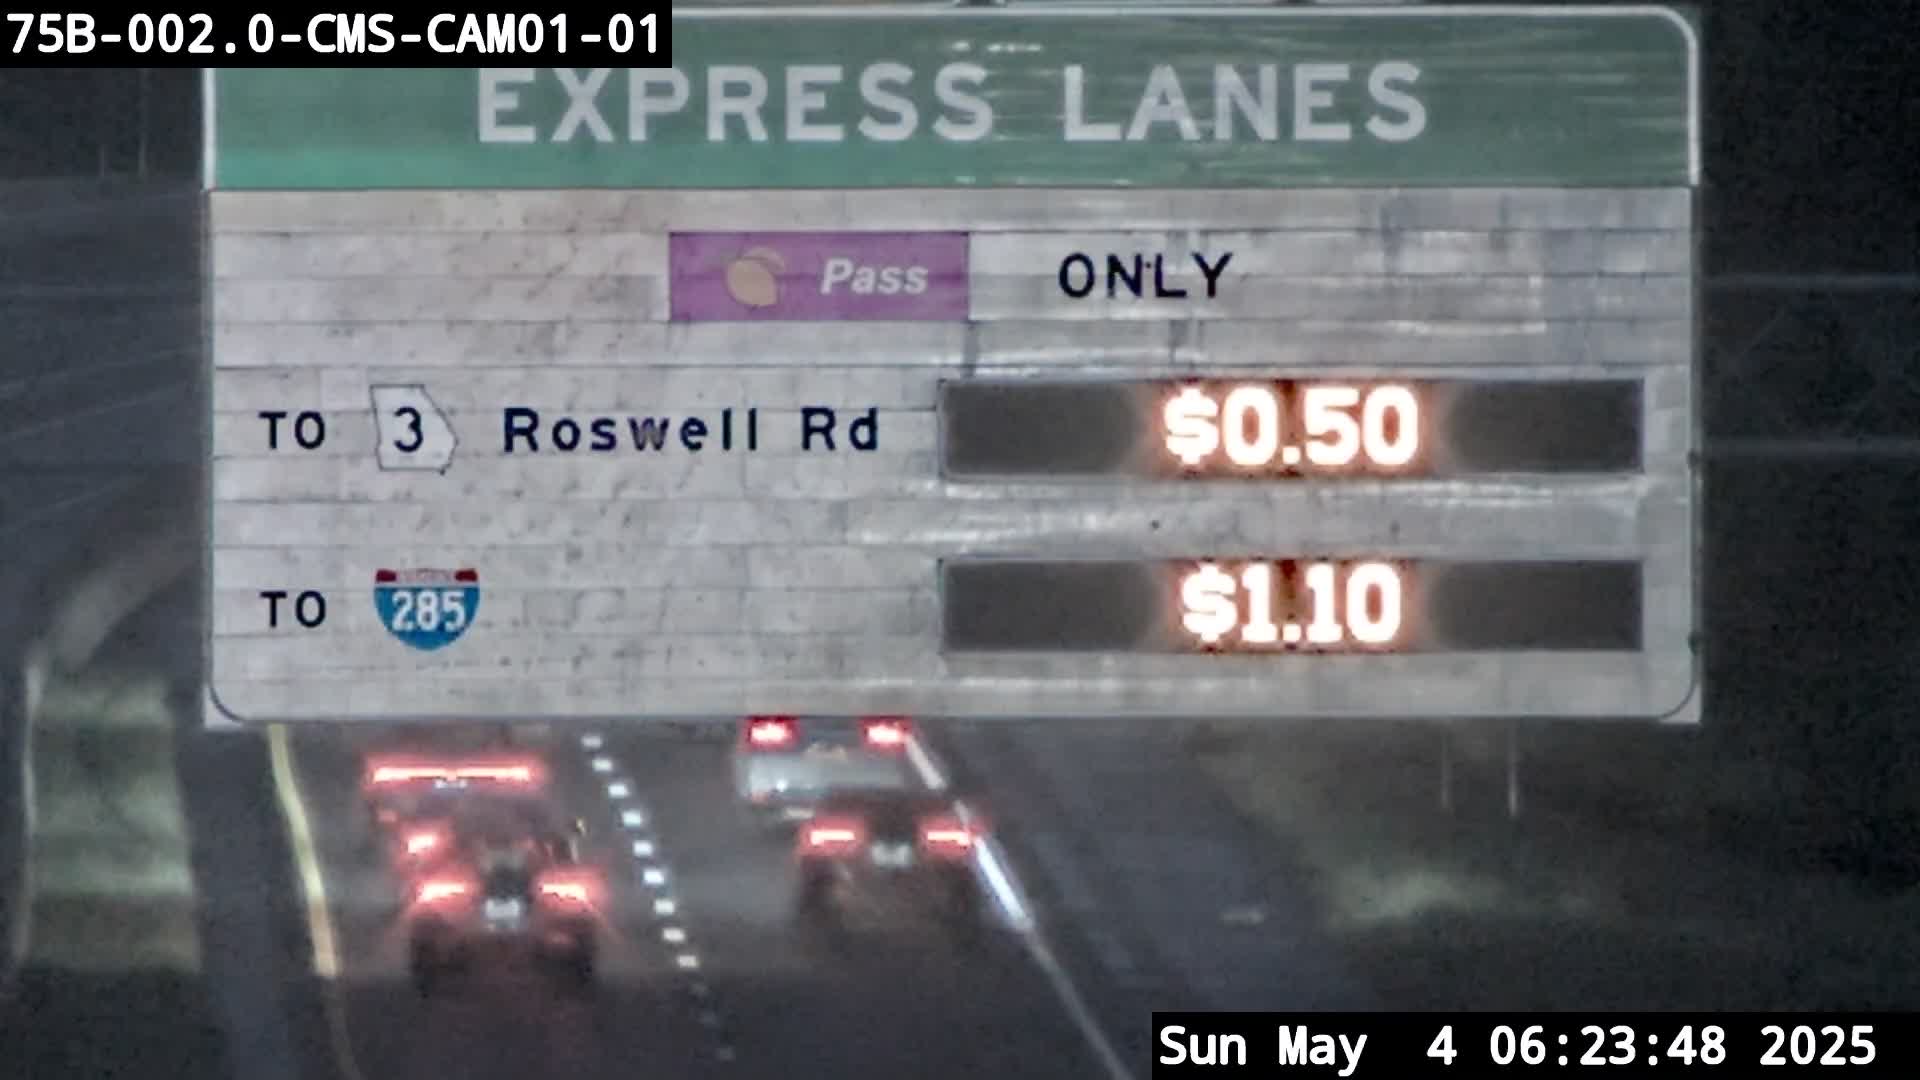 75B-002.0-CMS-CAM01-01
EXPRESS LANES
Pass ONLY
TO 3 Roswell Rd $0.50
TO 285 $1.10
Sun May 4 06:23:48 2025